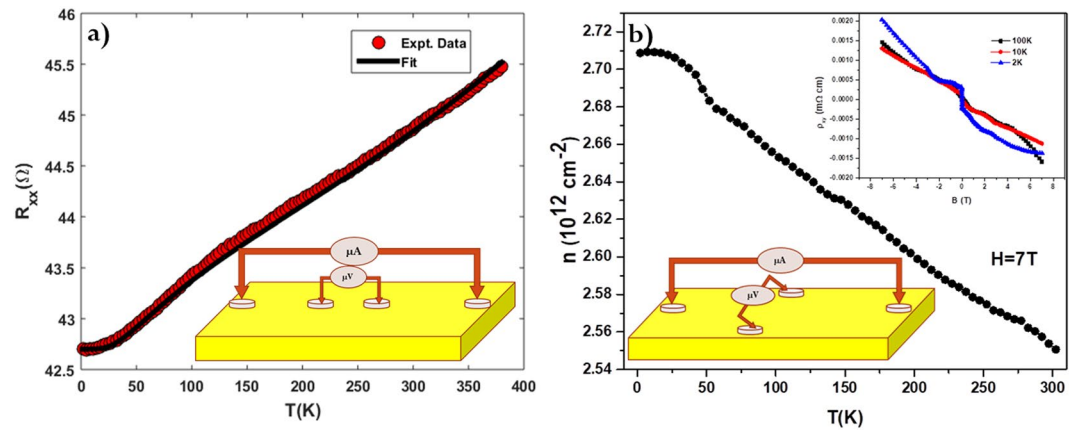 a)
46
45.5
45
44.5
44
43.5
43
42.5
Rxx(Ω)
Expt. Data
Fit
μA
μV
0 50 100 150 200 250 300 350 400
T(K)
b)
2.72
2.70
2.68
2.66
2.64
2.62
2.60
2.58
2.56
2.54
n (10^12 cm^-2)
0.0020
0.0015
0.0010
0.0005
0.0000
-0.0005
-0.0010
-0.0015
-0.0020
ρxy (mΩ cm)
100K
10K
2K
-8 -6 -4 -2 0 2 4 6 8
B (T)
H=7T
μA
μV
0 50 100 150 200 250 300
T(K)